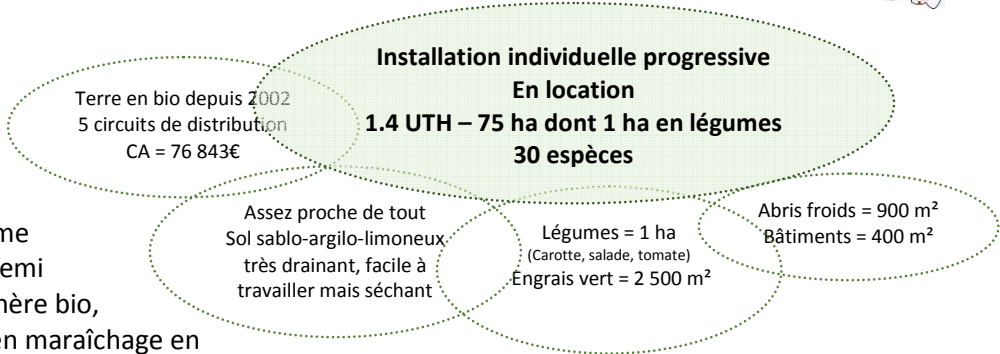 Installation individuelle progressive
En location
1.4 UTH – 75 ha dont 1 ha en légumes
30 espèces
Terre en bio depuis 2002
5 circuits de distribution
CA = 76 843€
Assez proche de tout
Sol sablo-argilo-limoneux
très drainant, facile à
travailler mais séchant
Légumes = 1 ha
(Carotte, salade, tomate)
Engrais vert = 2 500 m²
Abris froids = 900 m²
Bâtiments = 400 m²
bio,
en maraîchage en